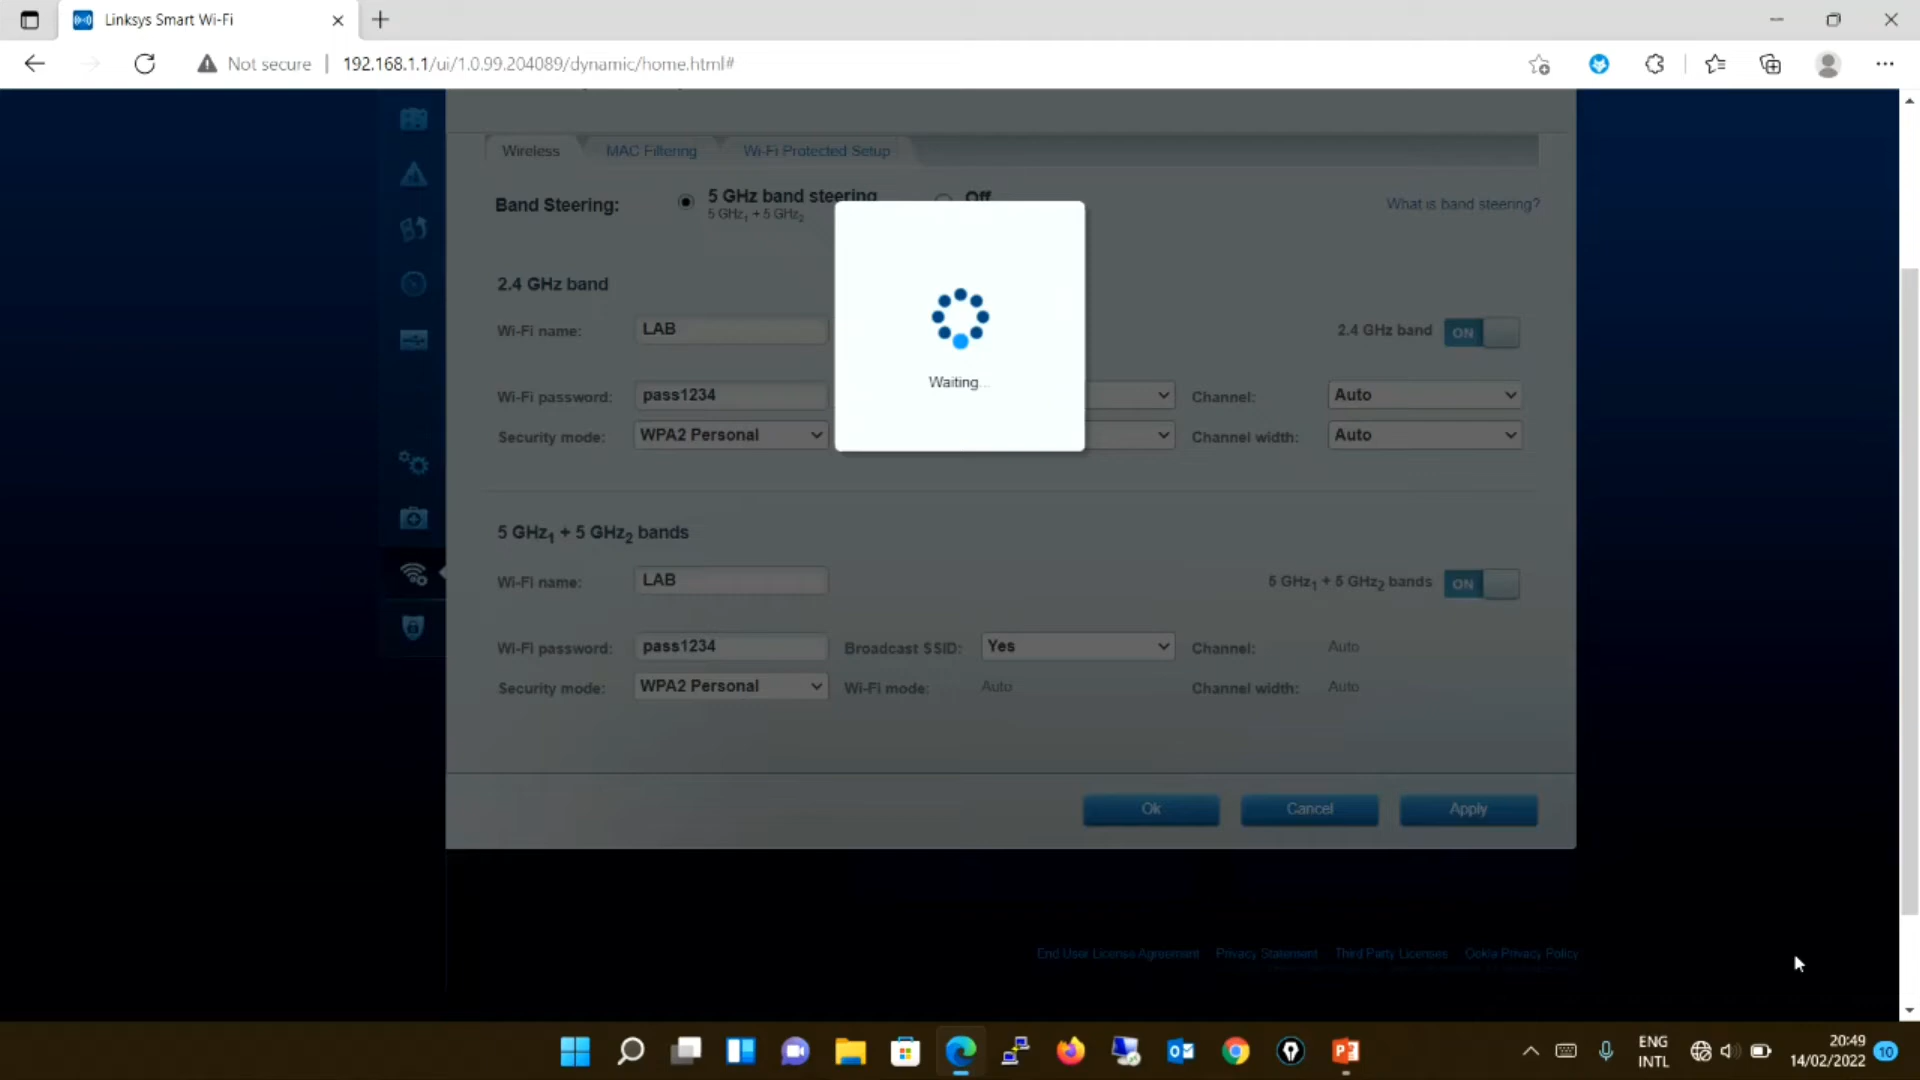 Linksys Smart Wi-Fi
Not secure | 192.168.1.1/ui/1.0.99.204089/dynamic/home.html#
Wireless MAC Filtering Wi-Fi Protected Setup
Band Steering: 5 GHz band steering Off What is band steering?
5 GHz1 + 5 GHz2
2.4 GHz band
Wi-Fi name: LAB 2.4 GHz band ON
Waiting...
Wi-Fi password: pass1234 Channel: Auto
Security mode: WPA2 Personal Channel width: Auto
5 GHz1 + 5 GHz2 bands
Wi-Fi name: LAB 5 GHz1 + 5 GHz2 bands ON
Wi-Fi password: pass1234 Broadcast SSID: Yes Channel: Auto
Security mode: WPA2 Personal Wi-Fi mode: Auto Channel width: Auto
Ok Cancel Apply
End User License Agreement Privacy Statement Third Party Licenses Ookla Privacy Policy
ENG 20:49
INTL 14/02/2022 10